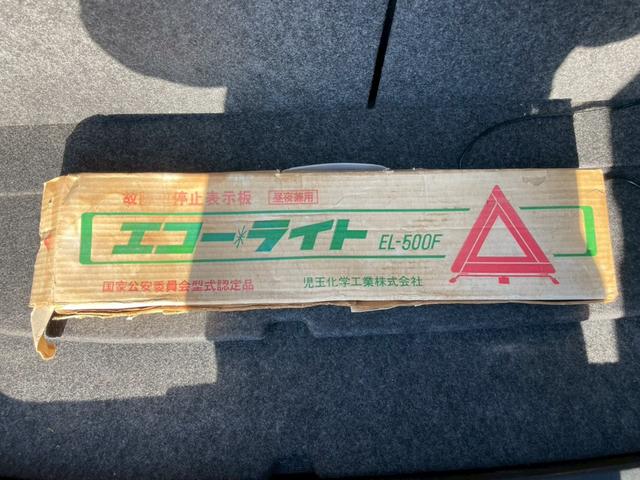 故 停止表示板 昼夜兼用
エコー*ライト EL-500F
国家公安委員会型式認定品 児玉化学工業株式会社